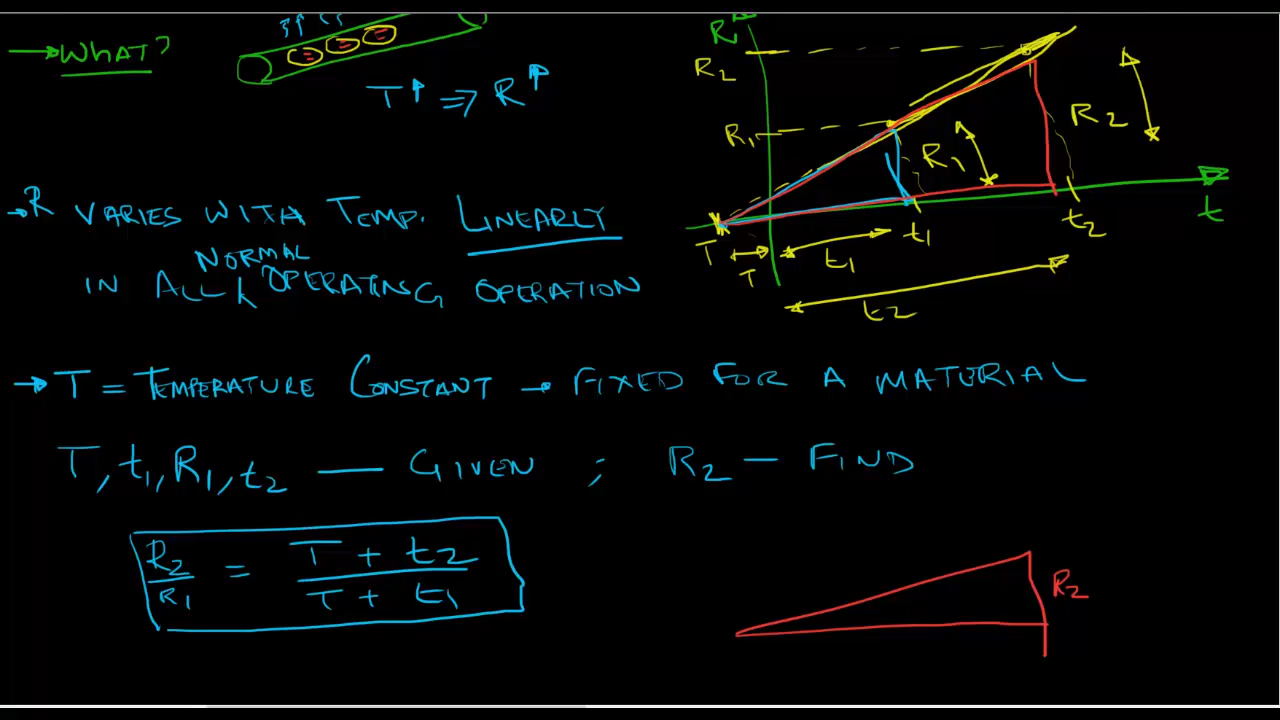 → WHAT?
T↑ ⇒ R↑
→ R VARIES WITH TEMP. LINEARLY
NORMAL
IN ALL OPERATING OPERATION
R
R2
R1
R1
R2
T
T
t1
t1
t2
t2
t
→ T = TEMPERATURE CONSTANT → FIXED FOR A MATERIAL
T, t1, R1, t2 — GIVEN ; R2 — FIND
R2/R1 = T + t2/T + t1
R2